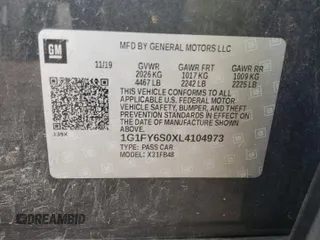 GM
MFD BY GENERAL MOTORS LLC
11/19 GVWR GAWR FRT GAWR RR
2026 KG 1017 KG 1009 KG
4467 LB 2242 LB 2225 LB
THIS VEHICLE CONFORMS TO ALL APPLICABLE
U.S. FEDERAL MOTOR VEHICLE SAFETY, BUMPER, AND THEFT
PREVENTION STANDARDS IN EFFECT ON THE DATE OF
MANUFACTURE SHOWN ABOVE.
1G1FY6S0XL4104973
TYPE: PASS CAR
MODEL: X31FB48
DREAMBID